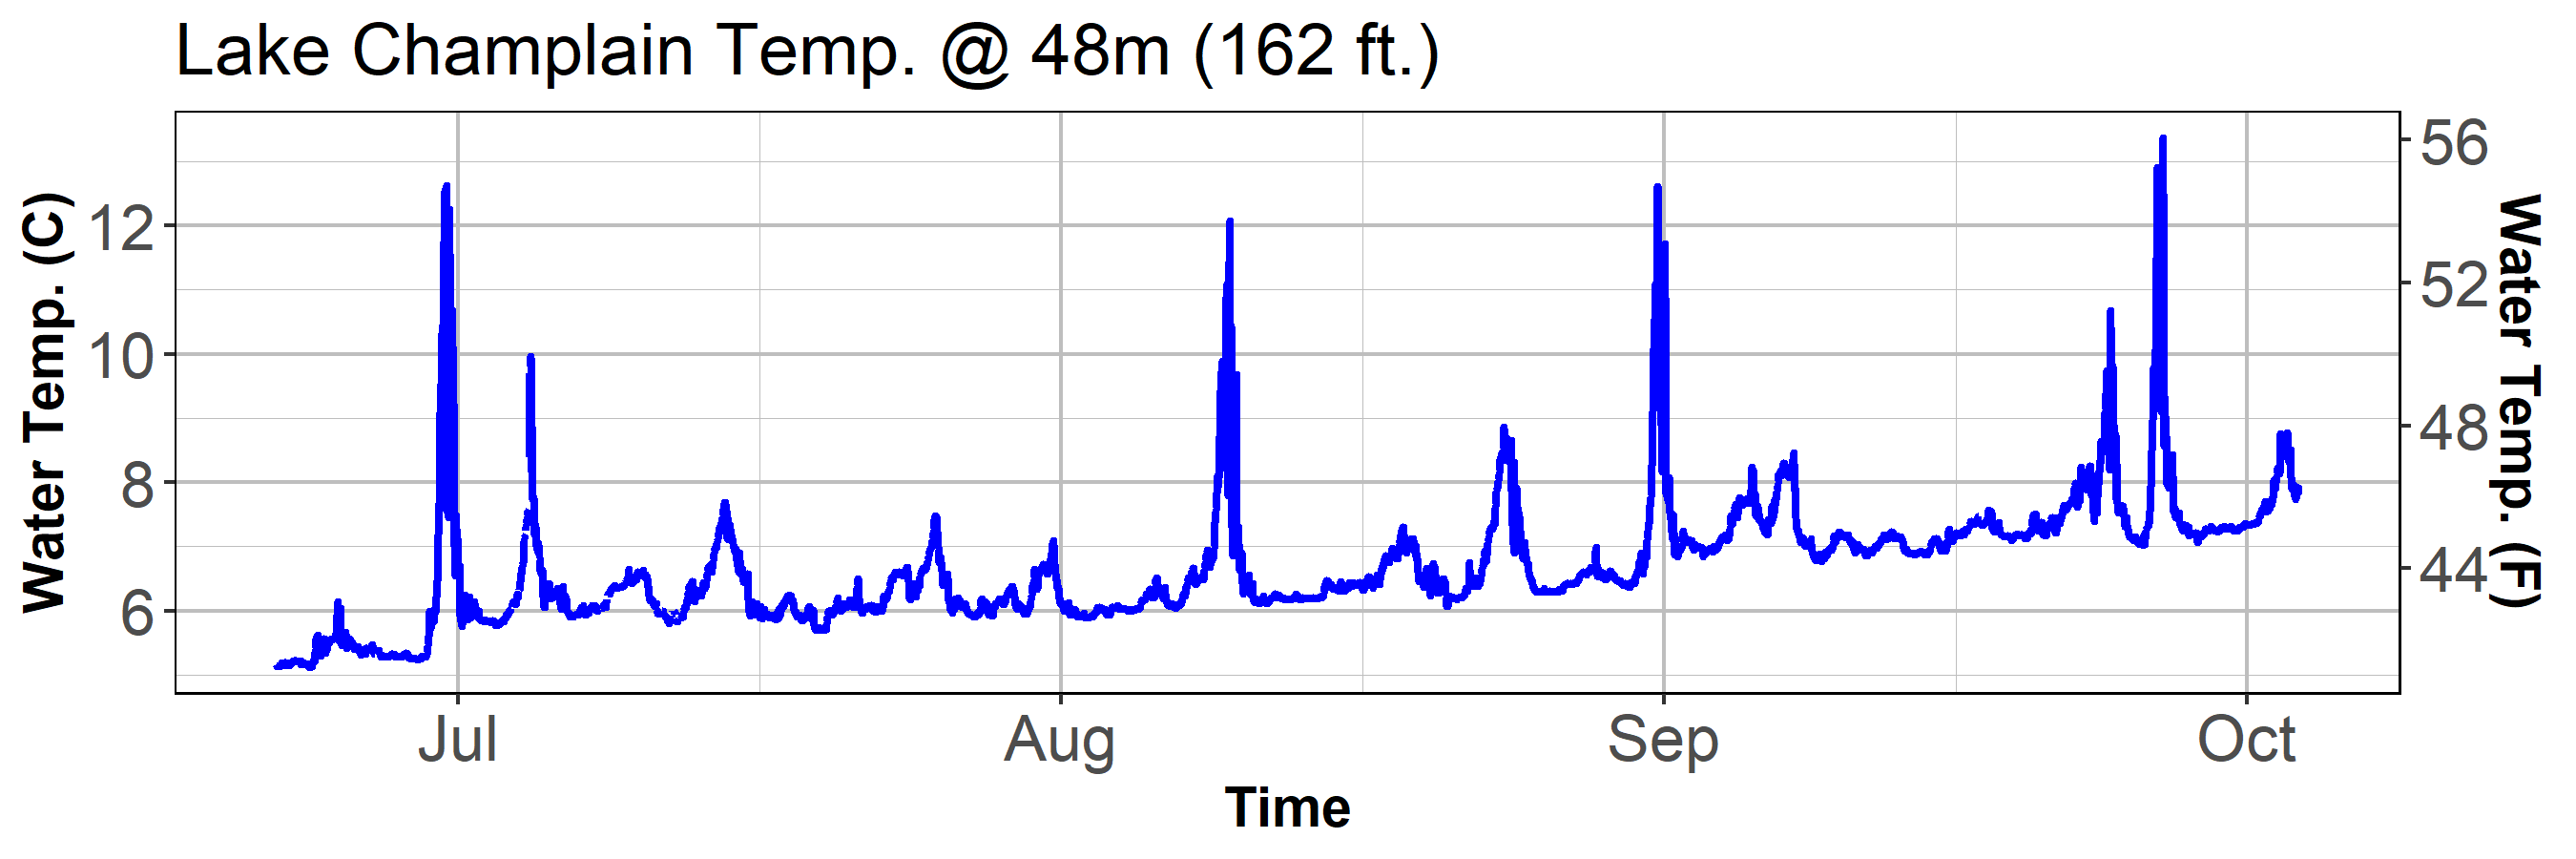 Lake Champlain Temp. @ 48m (162 ft.)
Water Temp. (C)
12
10
8
6
56
52
48
44
Water Temp. (F)
Jul Aug Sep Oct
Time